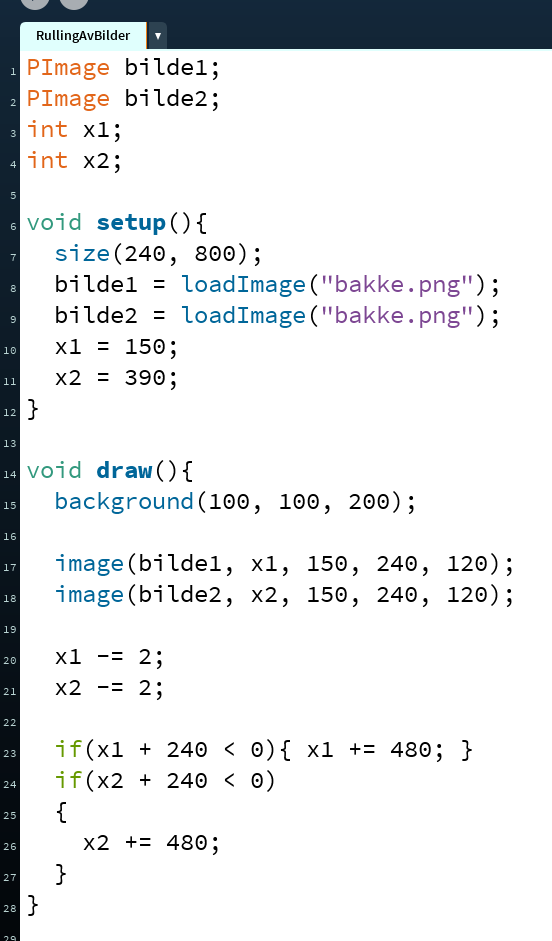 RullingAvBilder ▼
1 PImage bilde1;
2 PImage bilde2;
3 int x1;
4 int x2;
5
6 void setup(){
7   size(240, 800);
8   bilde1 = loadImage("bakke.png");
9   bilde2 = loadImage("bakke.png");
10   x1 = 150;
11   x2 = 390;
12 }
13
14 void draw(){
15   background(100, 100, 200);
16
17   image(bilde1, x1, 150, 240, 120);
18   image(bilde2, x2, 150, 240, 120);
19
20   x1 -= 2;
21   x2 -= 2;
22
23   if(x1 + 240 < 0){ x1 += 480; }
24   if(x2 + 240 < 0)
25   {
26     x2 += 480;
27   }
28 }
29